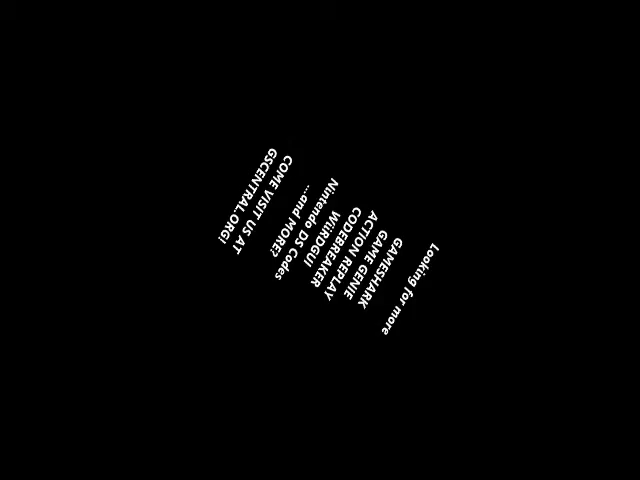 Looking for more
GAMESHARK
GAME GENIE
ACTION REPLAY
CODEBREAKER
WiiRDGUI
Nintendo DS Codes
...and MORE?
COME VISIT US AT
GSCENTRAL.ORG!